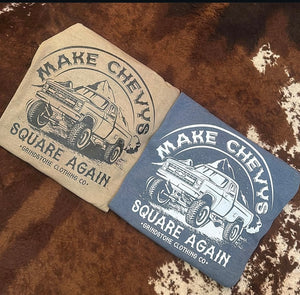 MAKE CHEVYS
SQUARE AGAIN
•GRINDSTONE CLOTHING CO•
MAKE CHEVYS
SQUARE AGAIN
•GRINDSTONE CLOTHING CO•